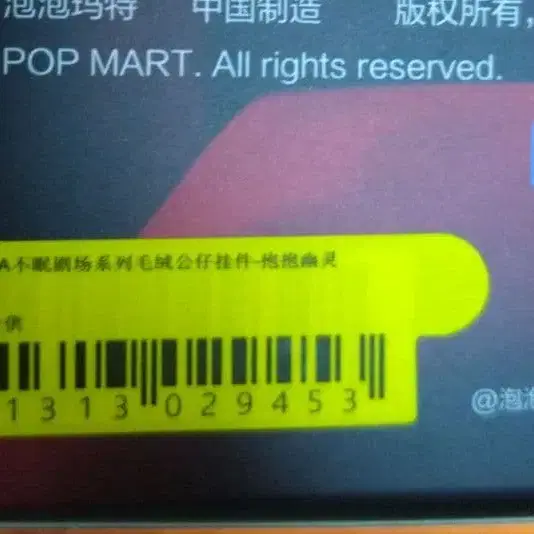 泡泡玛特 中国制造 版权所有,
POP MART. All rights reserved.
A不眠剧场系列毛绒公仔挂件-抱抱幽灵
供
1313 029453
@泡泡